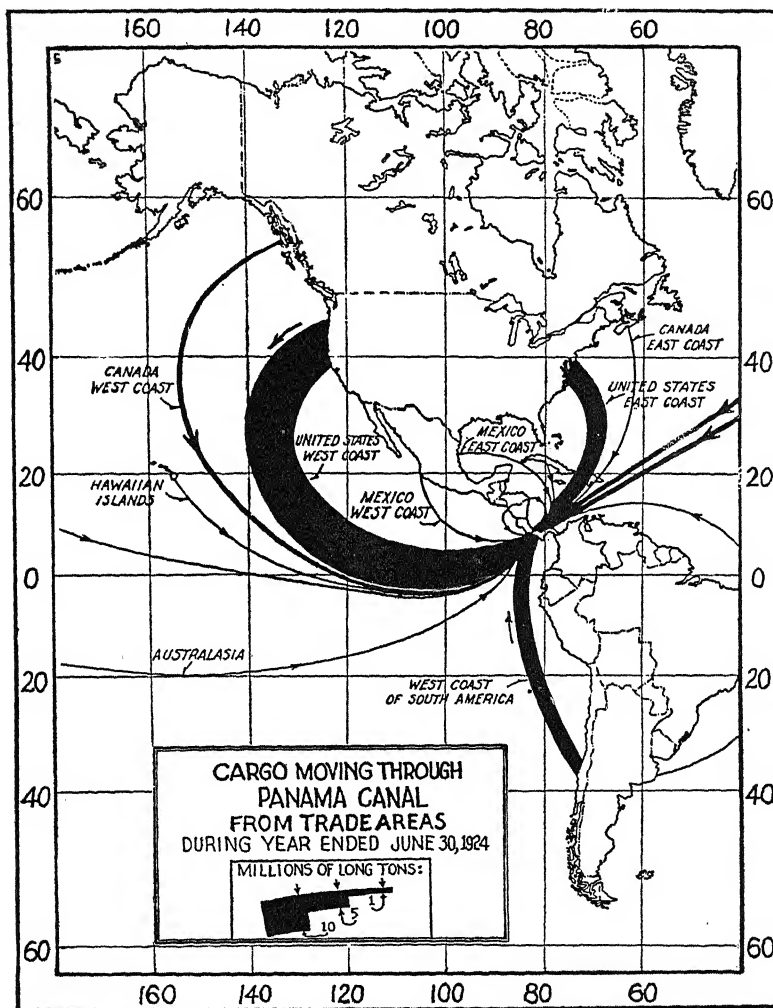 160 140 120 100 80 60
60 60
CANADA
EAST COAST
40 40
CANADA
WEST COAST
UNITED STATES
EAST COAST
UNITED STATES
WEST COAST
MEXICO
EAST COAST
20 20
HAWAIIAN
ISLANDS
MEXICO
WEST COAST
0 0
AUSTRALASIA
20 20
WEST COAST
OF SOUTH AMERICA
CARGO MOVING THROUGH
PANAMA CANAL
FROM TRADE AREAS
DURING YEAR ENDED JUNE 30, 1924
40 40
MILLIONS OF LONG TONS:
1
5
10
60 60
160 140 120 100 80 60